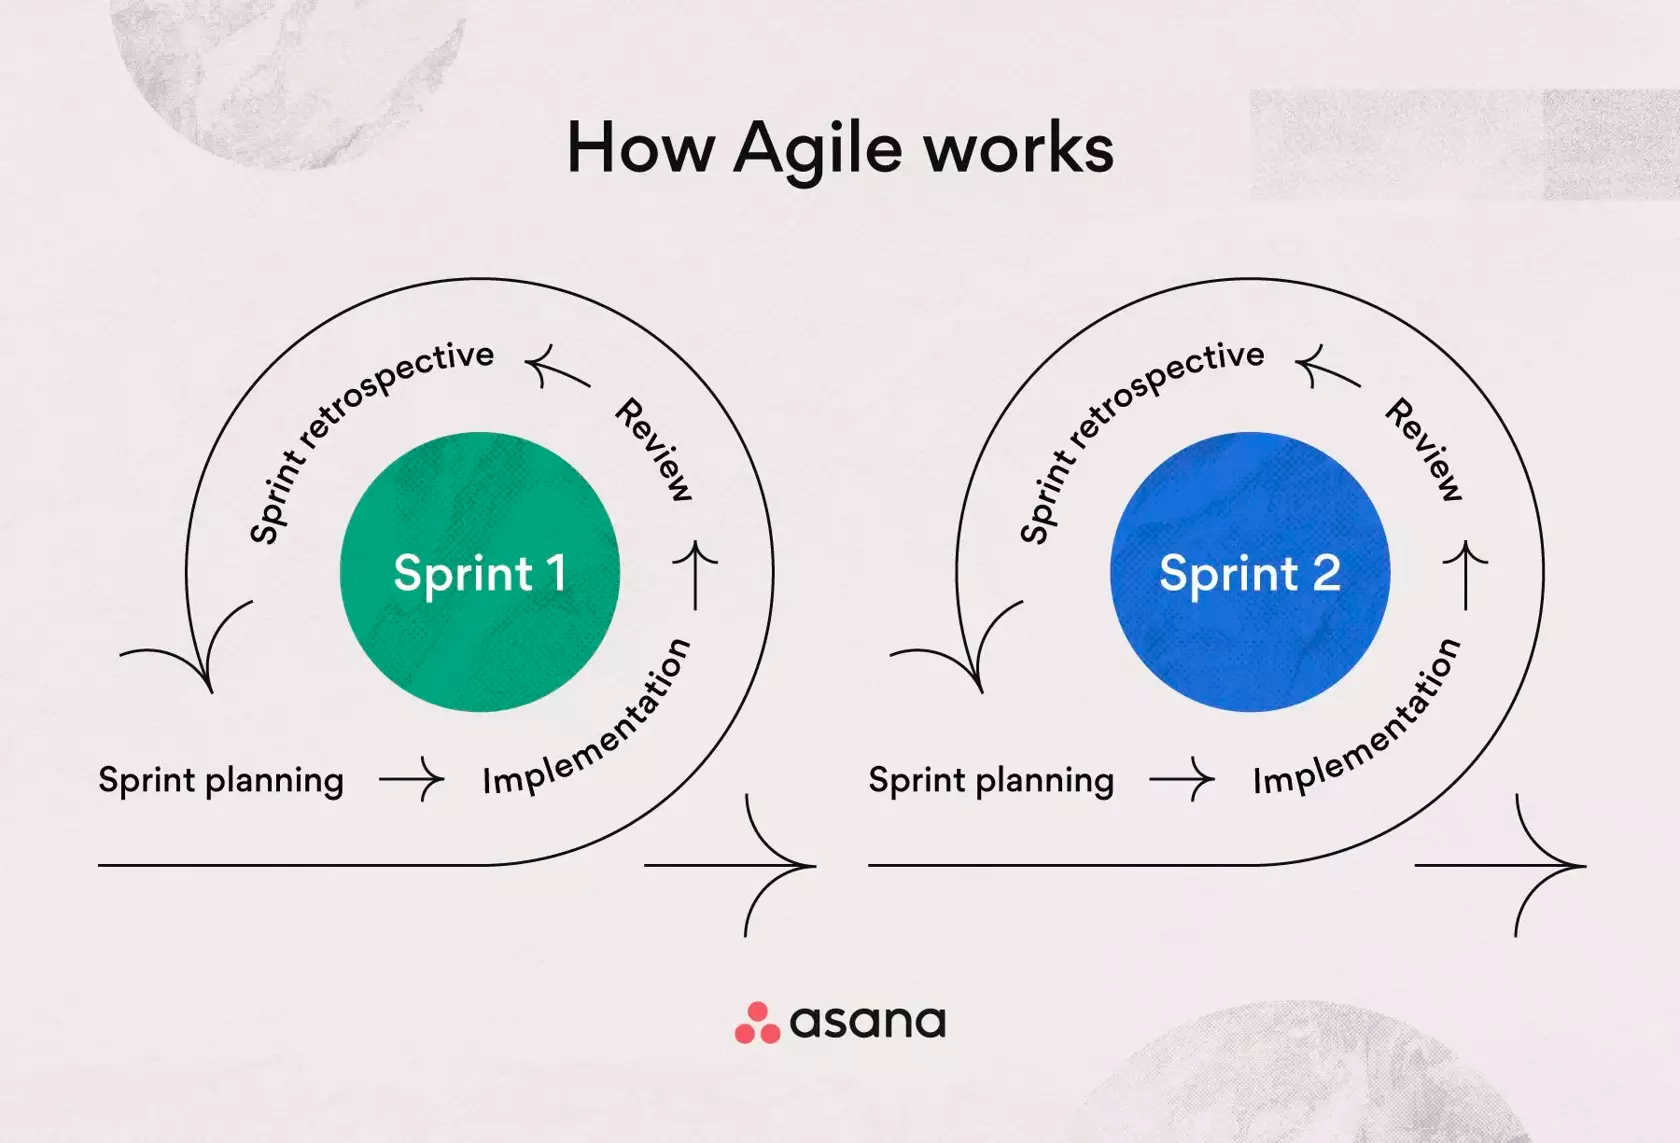 How Agile works
Sprint retrospective
Review
Sprint 1
Implementation
Sprint planning
Sprint retrospective
Review
Sprint 2
Implementation
Sprint planning
asana